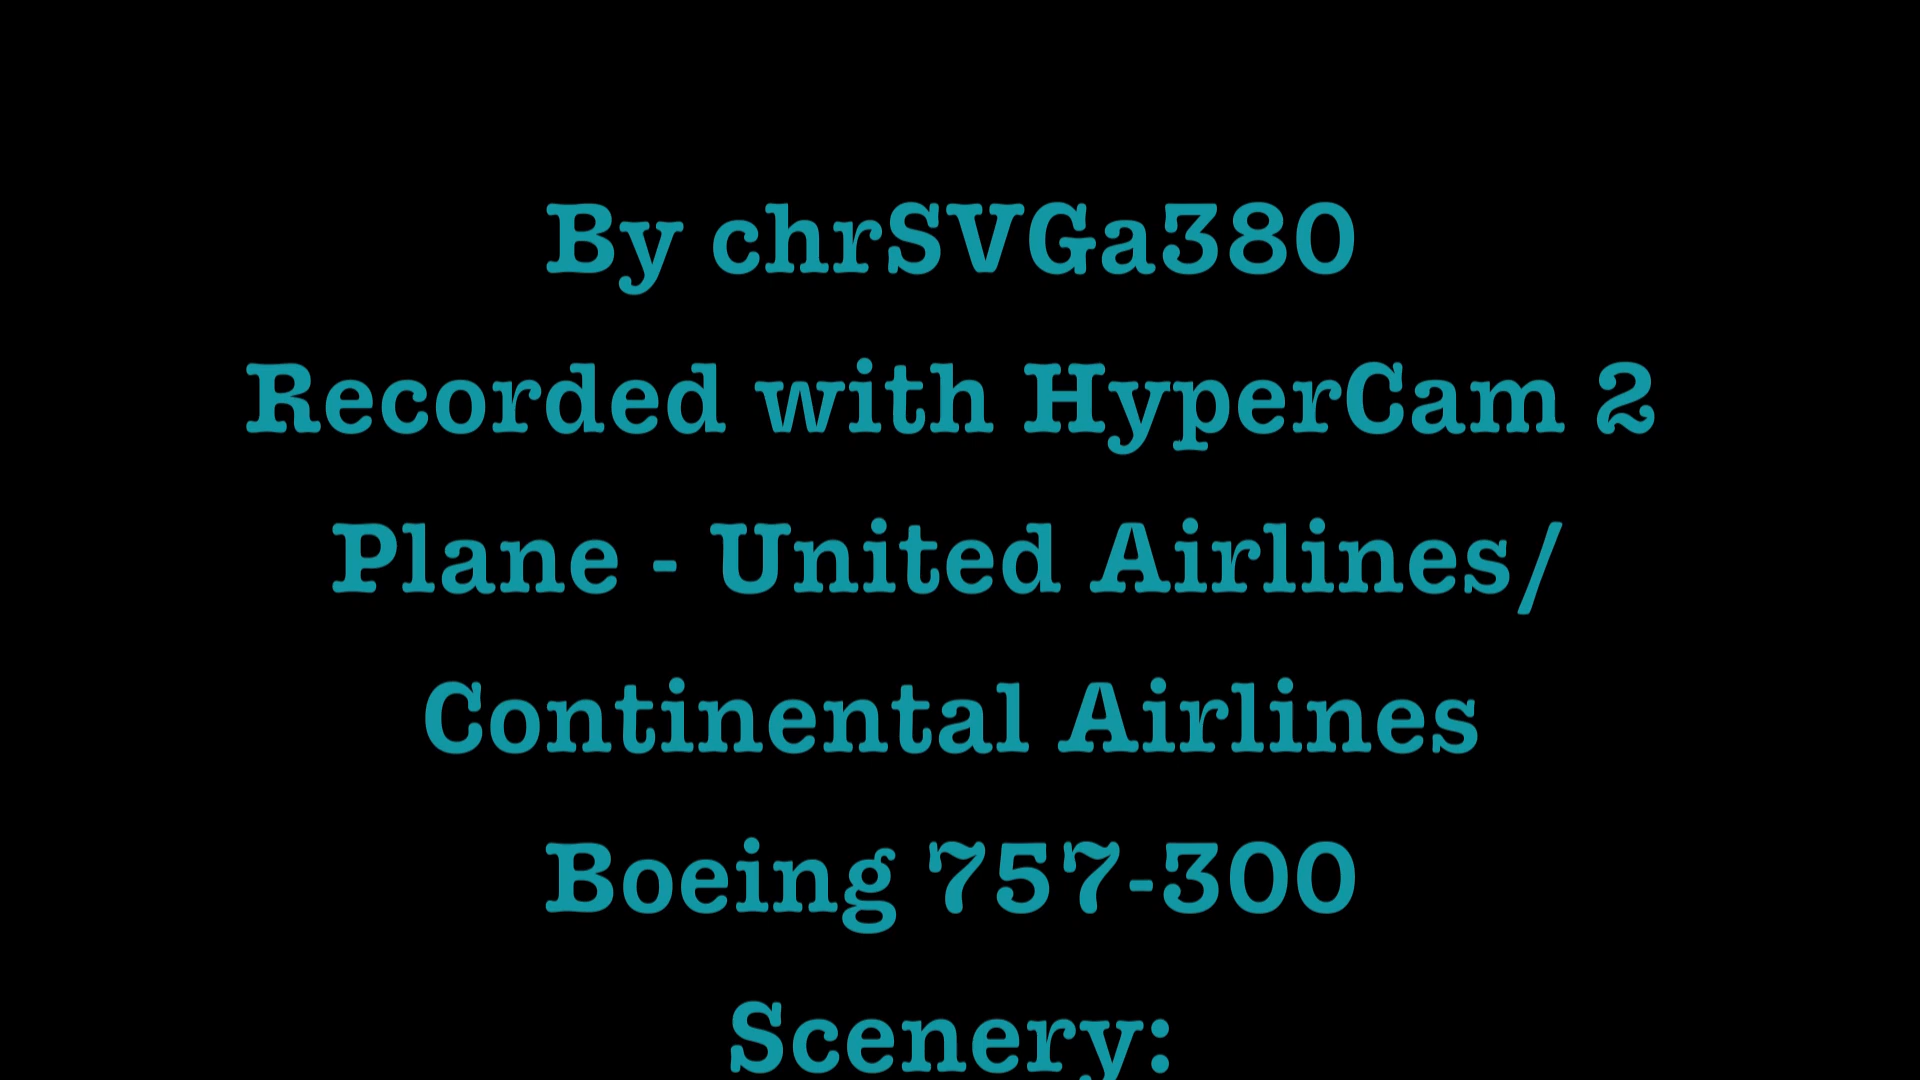 By chrSVGa380
Recorded with HyperCam 2
Plane - United Airlines/
Continental Airlines
Boeing 757-300
Scenery: